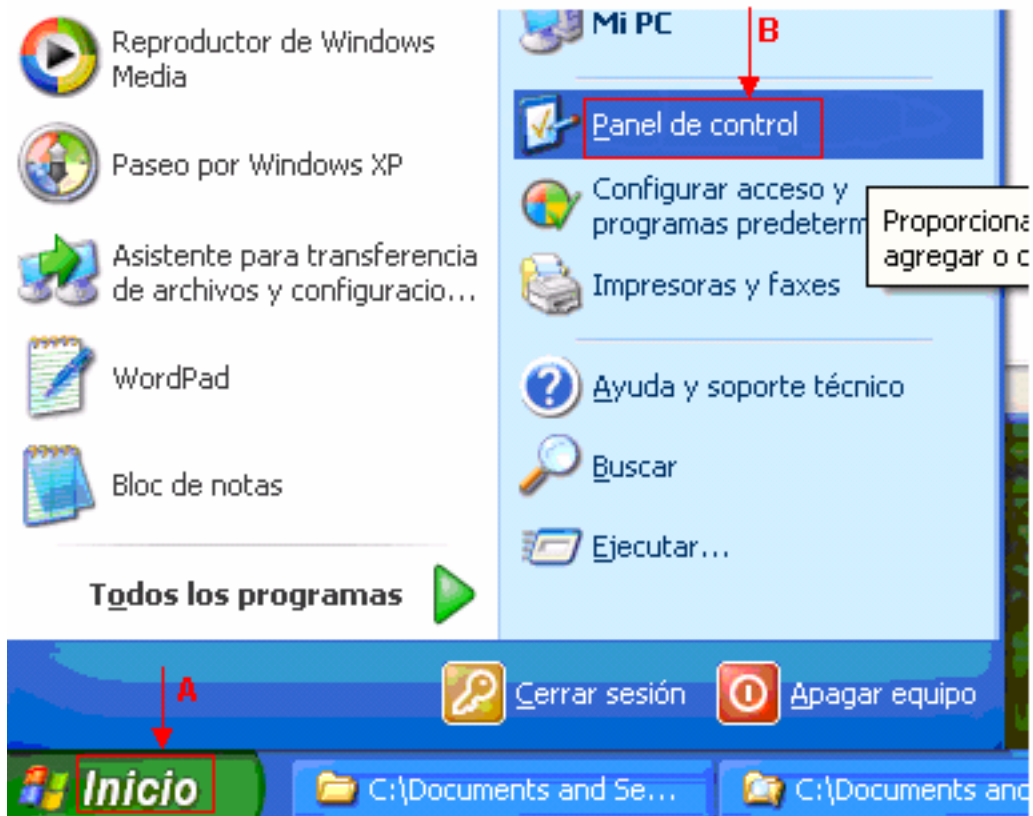 Reproductor de Windows
Media
Paseo por Windows XP
Asistente para transferencia
de archivos y configuracio...
WordPad
Bloc de notas
Todos los programas
Mi PC
B
Panel de control
Configurar acceso y
programas predeterm
Proporciona
agregar o c
Impresoras y faxes
Ayuda y soporte técnico
Buscar
Ejecutar...
A
Cerrar sesión
Apagar equipo
Inicio
C:\Documents and Se...
C:\Documents and